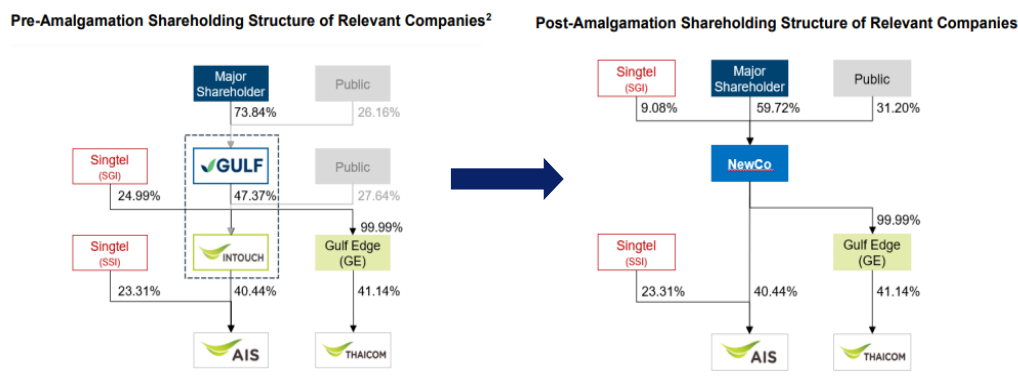 Pre-Amalgamation Shareholding Structure of Relevant Companies2
Major
Shareholder
Public
73.84%
26.16%
Singtel
(SGI)
GULF
Public
24.99%
47.37%
27.64%
99.99%
Singtel
(SSI)
INTOUCH
Gulf Edge
(GE)
23.31%
40.44%
41.14%
AIS
THAICOM
Post-Amalgamation Shareholding Structure of Relevant Companies
Singtel
(SGI)
Major
Shareholder
Public
9.08%
59.72%
31.20%
NewCo
99.99%
Singtel
(SSI)
Gulf Edge
(GE)
23.31%
40.44%
41.14%
AIS
THAICOM